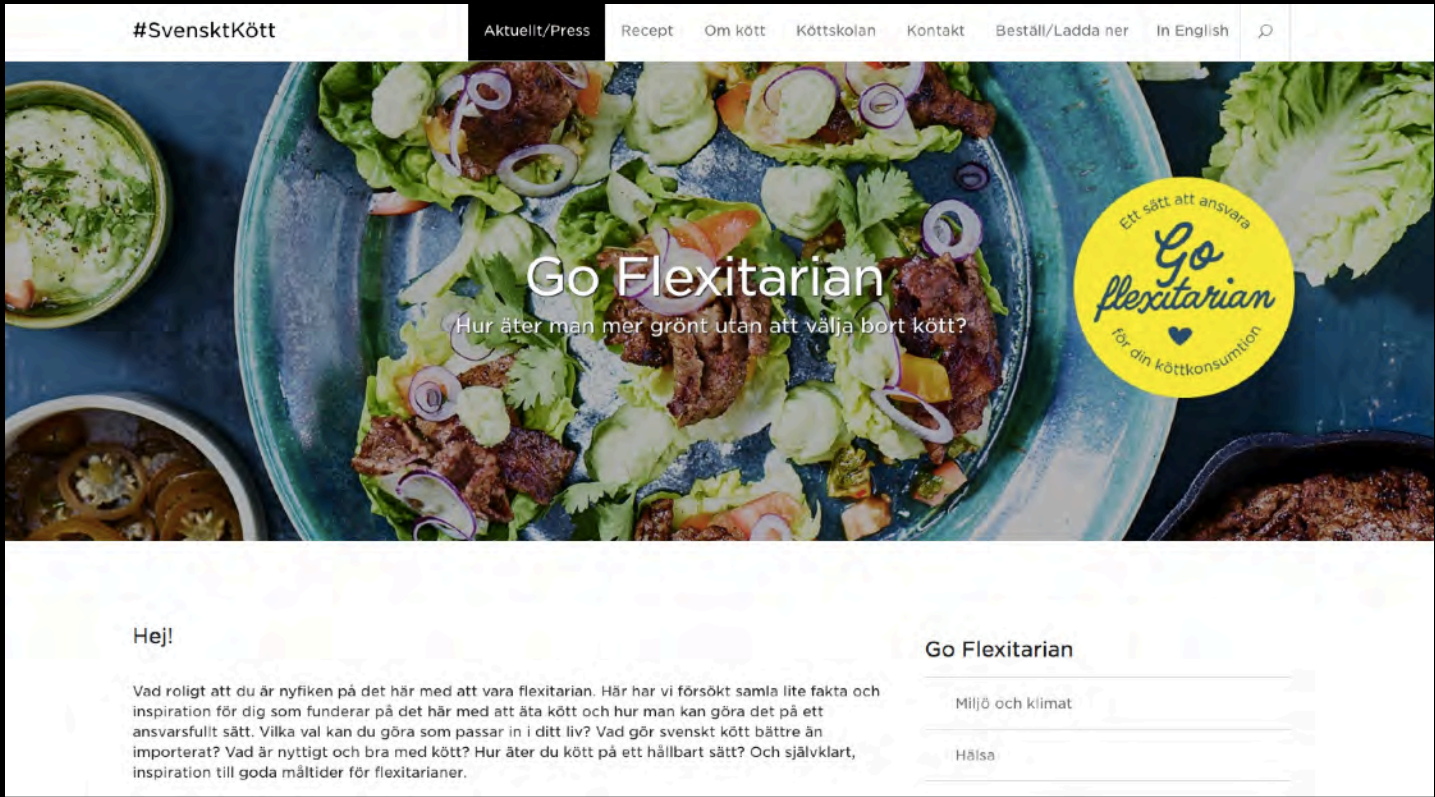 #SvensktKött
Aktuellt/Press
Recept
Om kött
Köttskolan
Kontakt
Beställ/Ladda ner
In English
Go Flexitarian
Hur äter man mer grönt utan att välja bort kött?
Ett sätt att ansvara
Go
flexitarian
för din köttkonsumtion
Hej!
Vad roligt att du är nyfiken på det här med att vara flexitarian. Här har vi försökt samla lite fakta och
inspiration för dig som funderar på det här med att äta kött och hur man kan göra det på ett
ansvarsfullt sätt. Vilka val kan du göra som passar in i ditt liv? Vad gör svenskt kött bättre än
importerat? Vad är nyttigt och bra med kött? Hur äter du kött på ett hållbart sätt? Och självklart,
inspiration till goda måltider för flexitarianer.
Go Flexitarian
Miljö och klimat
Hälsa